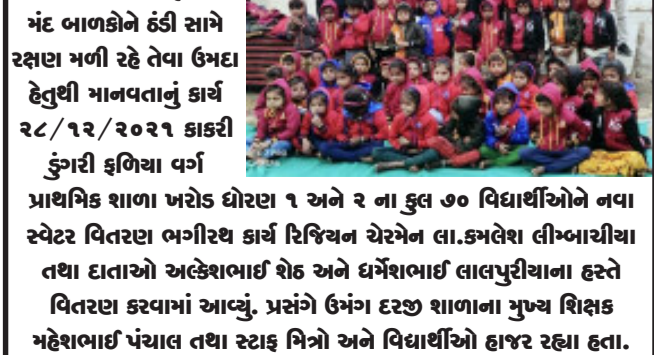 મંદ બાળકોને ઠંડી સામે
રક્ષણ મળી રહે તેવા ઉમદા
હેતુથી માનવતાનું કાર્ય
૨૮/૧૨/૨૦૨૧ કાકરી
ડુંગરી ફળિયા વર્ગ
પ્રાથમિક શાળા ખરોડ ધોરણ ૧ અને ૨ ના કુલ ૭૦ વિદ્યાર્થીઓને નવા
સ્વેટર વિતરણ ભગીરથ કાર્ય રિજિયન ચેરમેન લા.કમલેશ લીમ્બાચીયા
તથા દાતાઓ અલ્કેશભાઈ શેઠ અને ધર્મેશભાઈ લાલપુરીયાના હસ્તે
વિતરણ કરવામાં આવ્યું. પ્રસંગે ઉમંગ દરજી શાળાના મુખ્ય શિક્ષક
મહેશભાઈ પંચાલ તથા સ્ટાફ મિત્રો અને વિદ્યાર્થીઓ હાજર રહ્યા હતા.